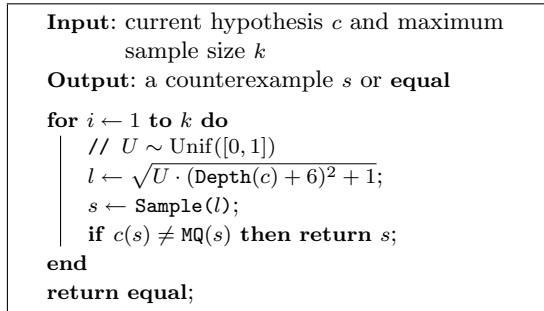 Input: current hypothesis c and maximum
sample size k
Output: a counterexample s or equal
for i ← 1 to k do
// U ∼ Unif([0, 1])
l ← √(U · (Depth(c) + 6)² + 1);
s ← Sample(l);
if c(s) ≠ MQ(s) then return s;
end
return equal;